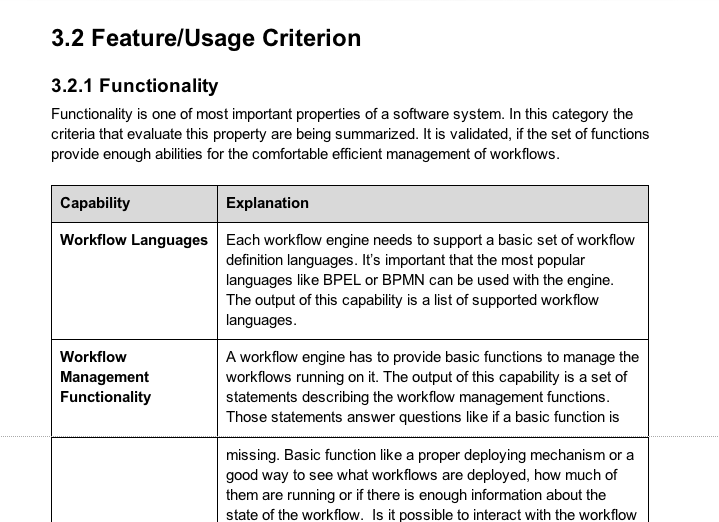 3.2 Feature/Usage Criterion
3.2.1 Functionality
Functionality is one of most important properties of a software system. In this category the
criteria that evaluate this property are being summarized. It is validated, if the set of functions
provide enough abilities for the comfortable efficient management of workflows.
Capability
Explanation
Workflow Languages
Each workflow engine needs to support a basic set of workflow
definition languages. It’s important that the most popular
languages like BPEL or BPMN can be used with the engine.
The output of this capability is a list of supported workflow
languages.
Workflow
Management
Functionality
A workflow engine has to provide basic functions to manage the
workflows running on it. The output of this capability is a set of
statements describing the workflow management functions.
Those statements answer questions like if a basic function is
missing. Basic function like a proper deploying mechanism or a
good way to see what workflows are deployed, how much of
them are running or if there is enough information about the
state of the workflow.  Is it possible to interact with the workflow